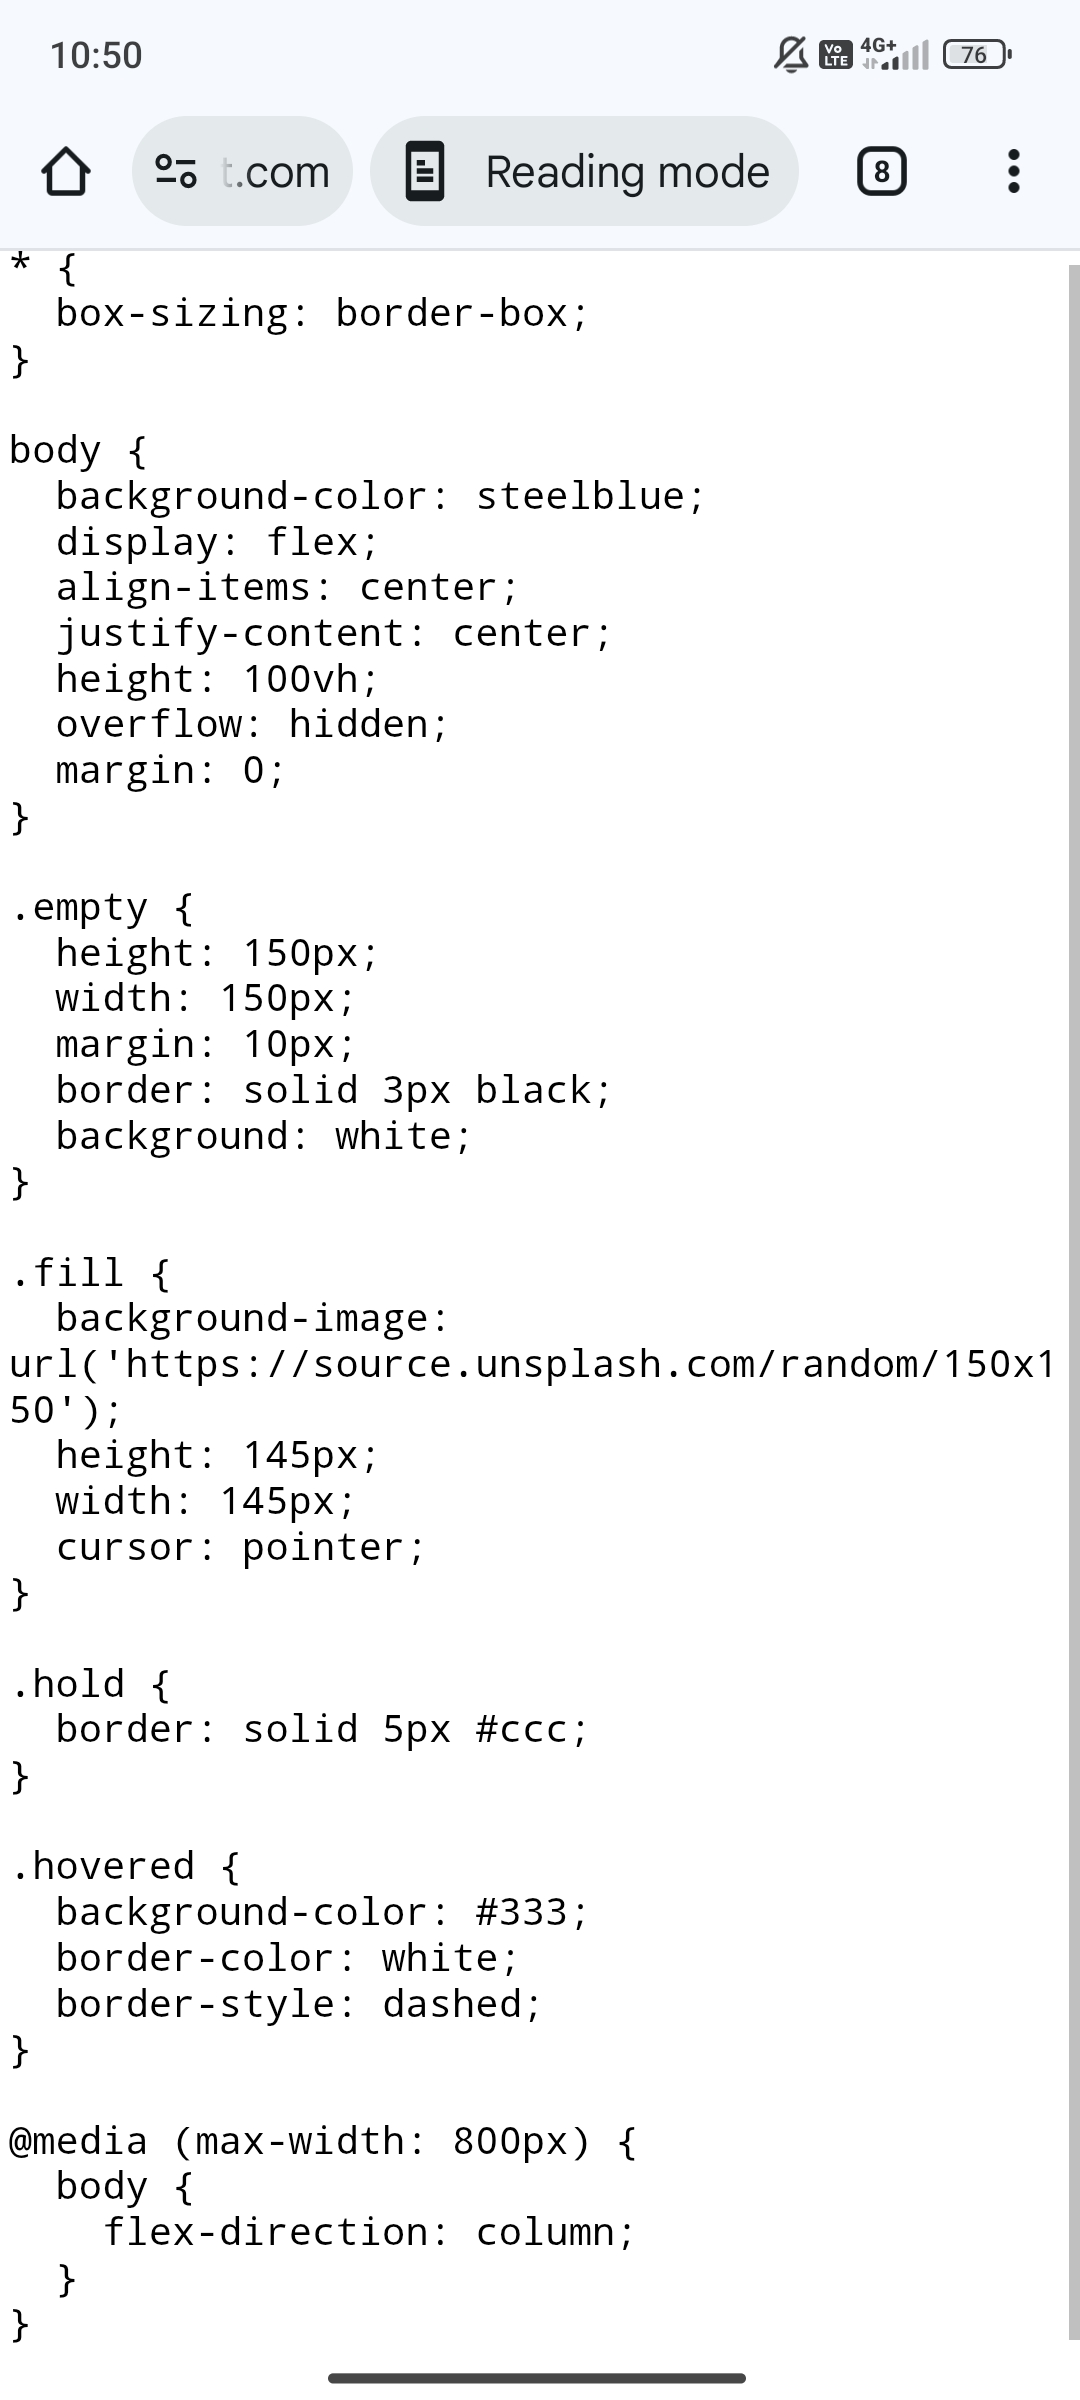 10:50
Vo LTE 4G+ 76
t.com Reading mode 8
* {
  box-sizing: border-box;
}

body {
  background-color: steelblue;
  display: flex;
  align-items: center;
  justify-content: center;
  height: 100vh;
  overflow: hidden;
  margin: 0;
}

.empty {
  height: 150px;
  width: 150px;
  margin: 10px;
  border: solid 3px black;
  background: white;
}

.fill {
  background-image:
url('https://source.unsplash.com/random/150x1
50');
  height: 145px;
  width: 145px;
  cursor: pointer;
}

.hold {
  border: solid 5px #ccc;
}

.hovered {
  background-color: #333;
  border-color: white;
  border-style: dashed;
}

@media (max-width: 800px) {
  body {
    flex-direction: column;
  }
}